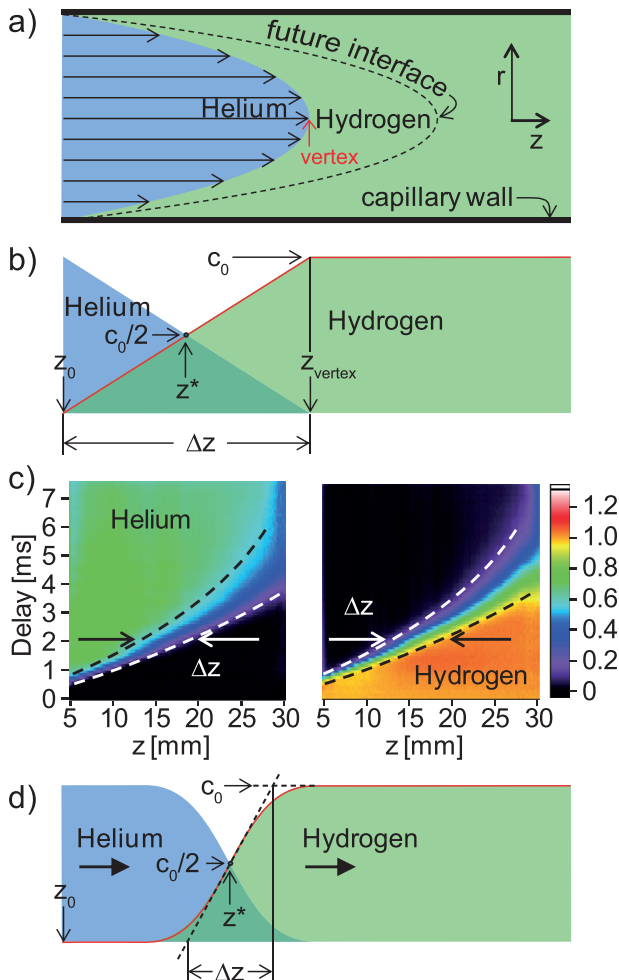 a)
future interface
Helium
Hydrogen
vertex
r
z
capillary wall
b)
c₀
Helium
c₀/2
Hydrogen
z₀
z*
z_vertex
Δz
c)
7
6
5
4
3
2
1
0
Delay [ms]
Helium
Δz
5 10 15 20 25 30
z [mm]
Δz
Hydrogen
5 10 15 20 25 30
z [mm]
1.2
1.0
0.8
0.6
0.4
0.2
0
d)
c₀
Helium
Hydrogen
c₀/2
z₀
z*
Δz